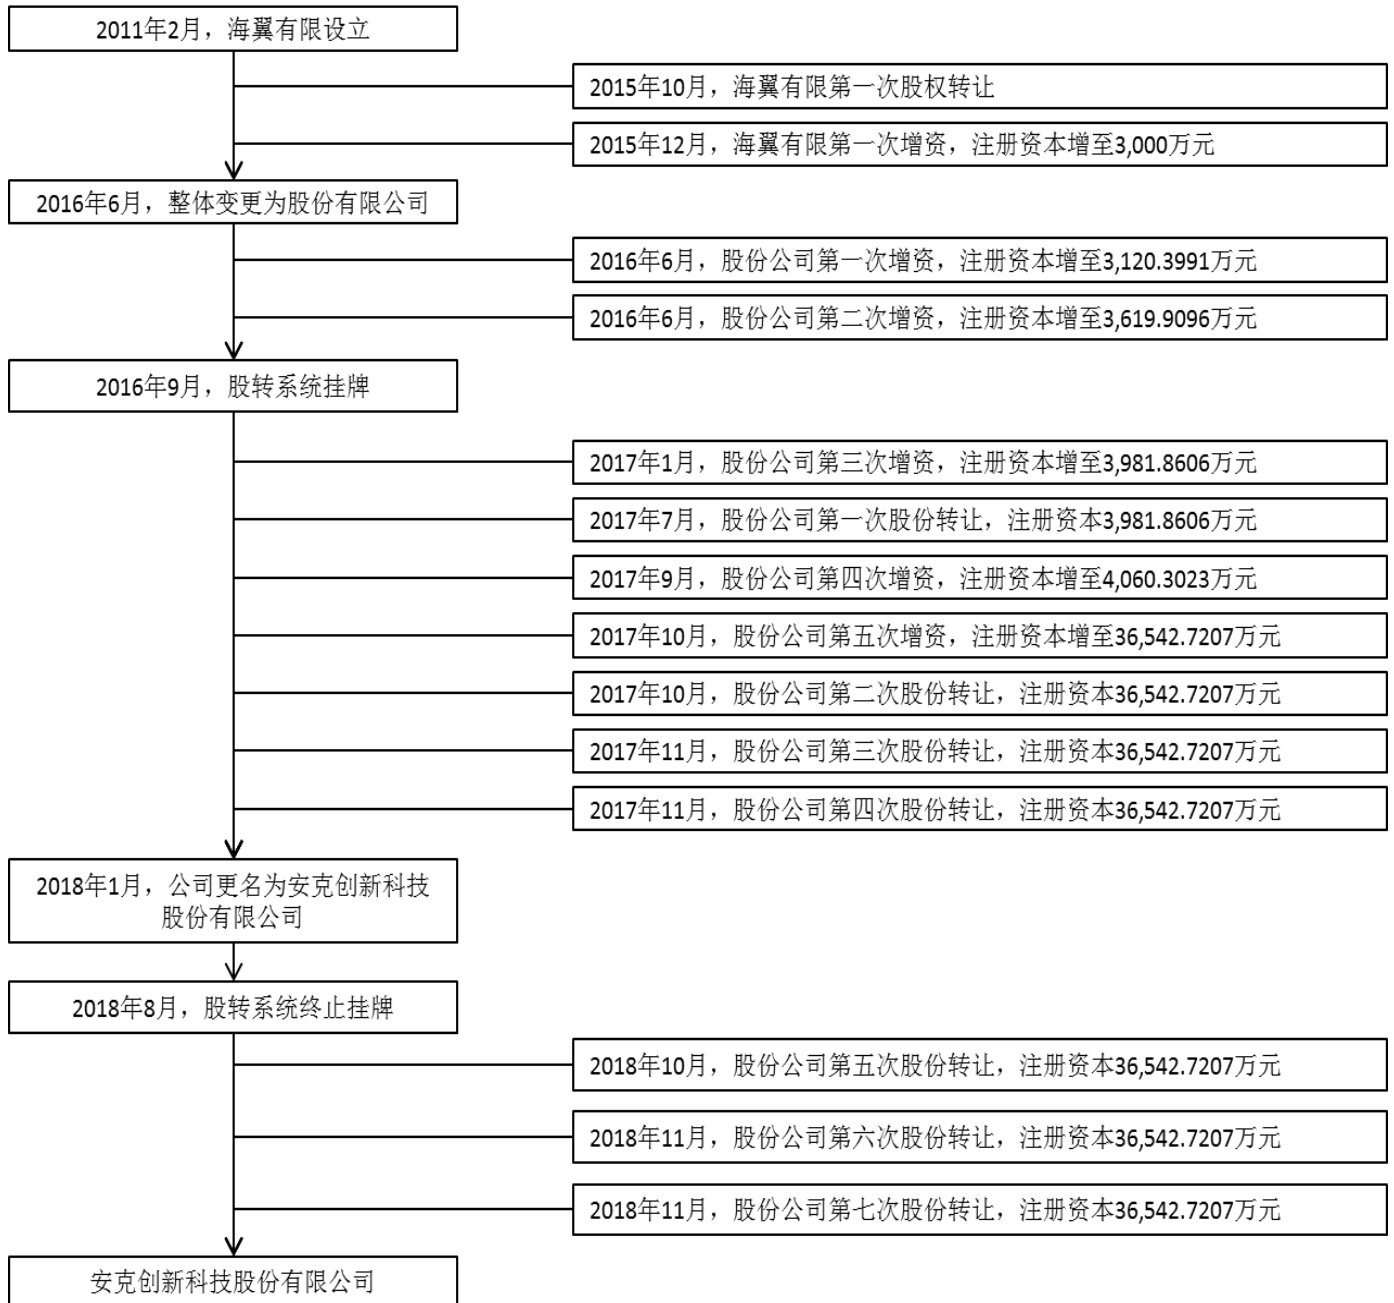 2011年2月，海翼有限设立
2015年10月，海翼有限第一次股权转让
2015年12月，海翼有限第一次增资，注册资本增至3,000万元
2016年6月，整体变更为股份有限公司
2016年6月，股份公司第一次增资，注册资本增至3,120.3991万元
2016年6月，股份公司第二次增资，注册资本增至3,619.9096万元
2016年9月，股转系统挂牌
2017年1月，股份公司第三次增资，注册资本增至3,981.8606万元
2017年7月，股份公司第一次股份转让，注册资本3,981.8606万元
2017年9月，股份公司第四次增资，注册资本增至4,060.3023万元
2017年10月，股份公司第五次增资，注册资本增至36,542.7207万元
2017年10月，股份公司第二次股份转让，注册资本36,542.7207万元
2017年11月，股份公司第三次股份转让，注册资本36,542.7207万元
2017年11月，股份公司第四次股份转让，注册资本36,542.7207万元
2018年1月，公司更名为安克创新科技
股份有限公司
2018年8月，股转系统终止挂牌
2018年10月，股份公司第五次股份转让，注册资本36,542.7207万元
2018年11月，股份公司第六次股份转让，注册资本36,542.7207万元
2018年11月，股份公司第七次股份转让，注册资本36,542.7207万元
安克创新科技股份有限公司